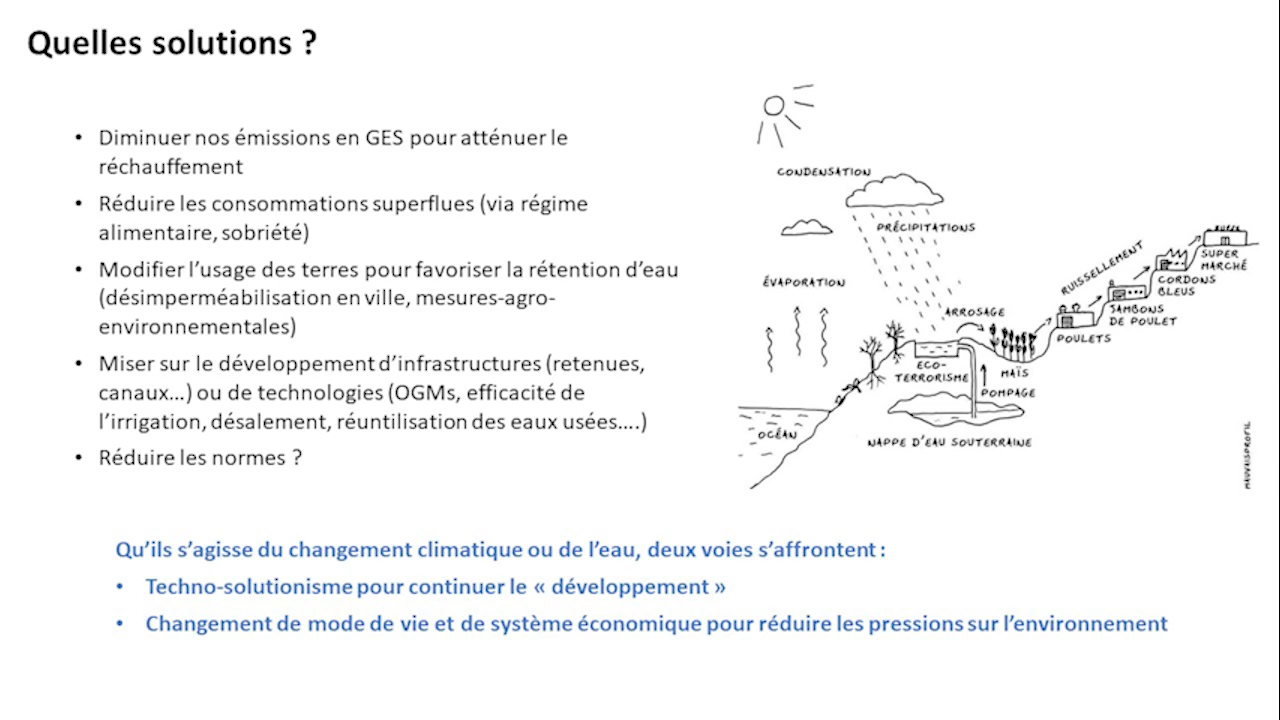 Quelles solutions ?
• Diminuer nos émissions en GES pour atténuer le
réchauffement
• Réduire les consommations superflues (via régime
alimentaire, sobriété)
• Modifier l’usage des terres pour favoriser la rétention d’eau
(désimperméabilisation en ville, mesures-agro-
environnementales)
• Miser sur le développement d’infrastructures (retenues,
canaux…) ou de technologies (OGMs, efficacité de
l’irrigation, désalement, réuntilisation des eaux usées….)
• Réduire les normes ?
CONDENSATION
PRÉCIPITATIONS
ÉVAPORATION
ARROSAGE
RUISSELLEMENT
SUPER
MARCHÉ
CORDONS
BLEUS
JAMBONS
DE POULET
POULETS
MAÏS
ECO-
TERRORISME
POMPAGE
OCÉAN
NAPPE D'EAU SOUTERRAINE
MAUVAISPROFIL
Qu’ils s’agisse du changement climatique ou de l’eau, deux voies s’affrontent :
• Techno-solutionisme pour continuer le « développement »
• Changement de mode de vie et de système économique pour réduire les pressions sur l’environnement